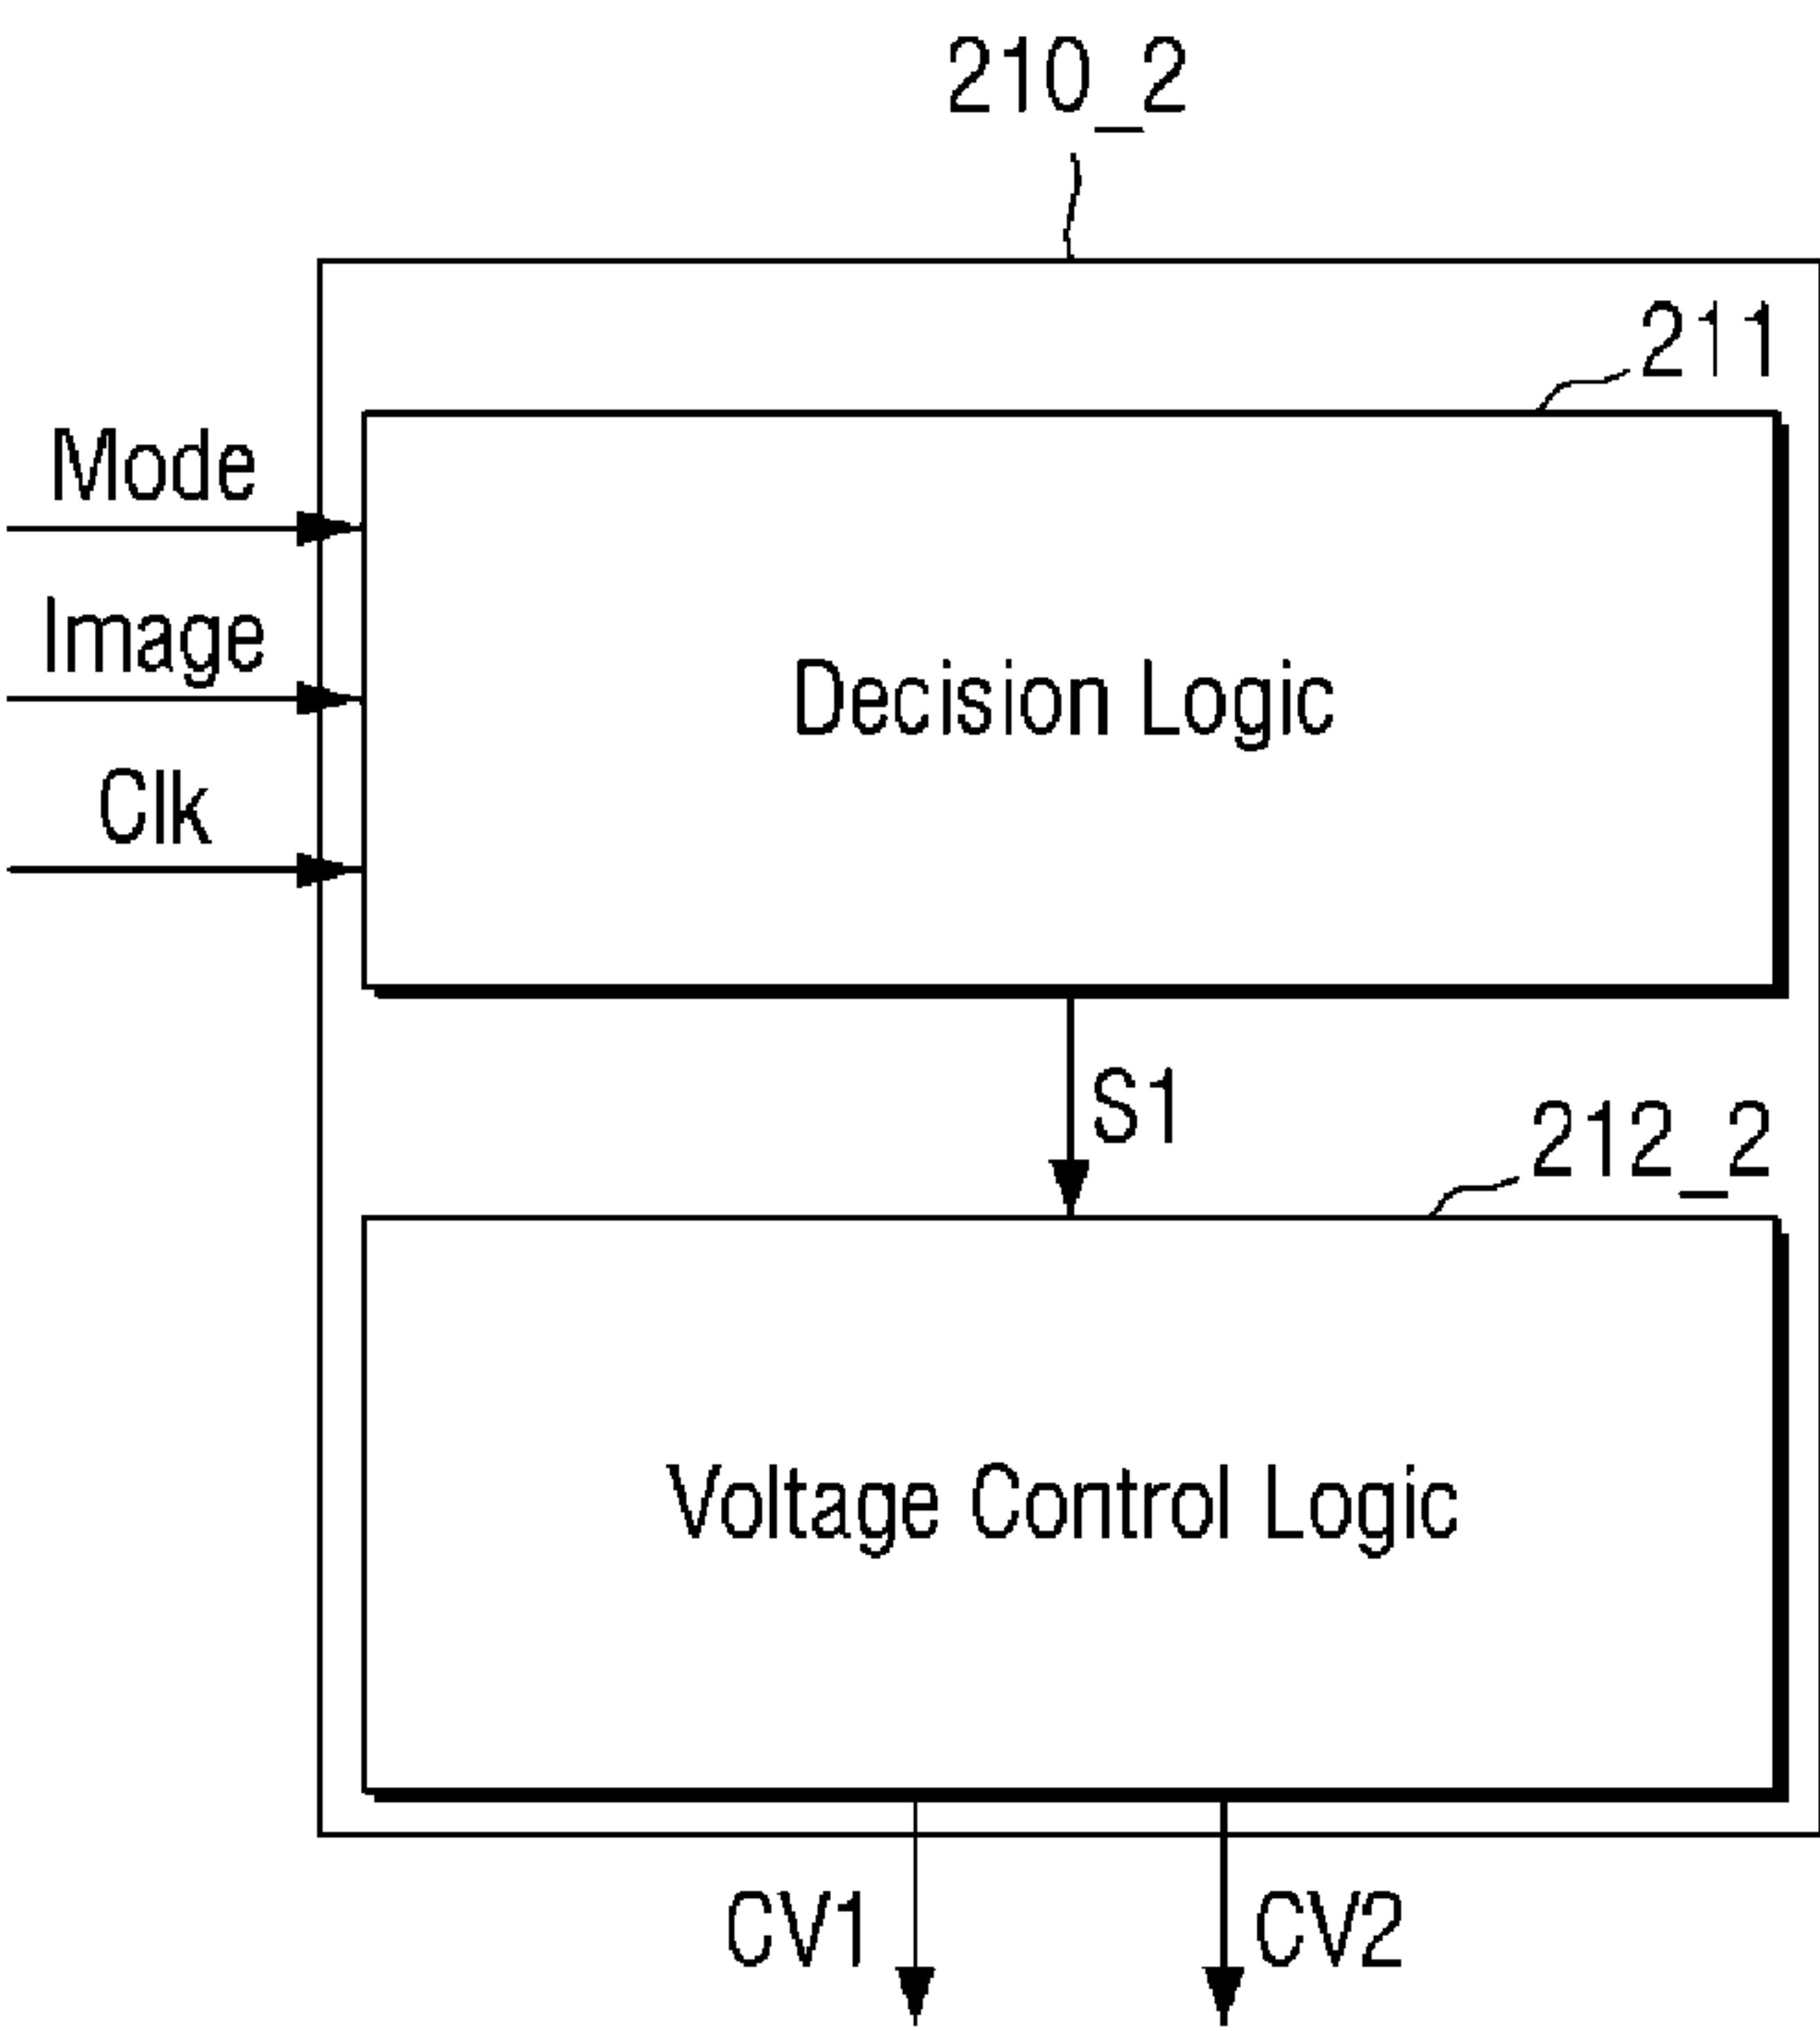 210_2
211
Mode
Image
Decision Logic
Clk
S1
212_2
Voltage Control Logic
CV1
CV2